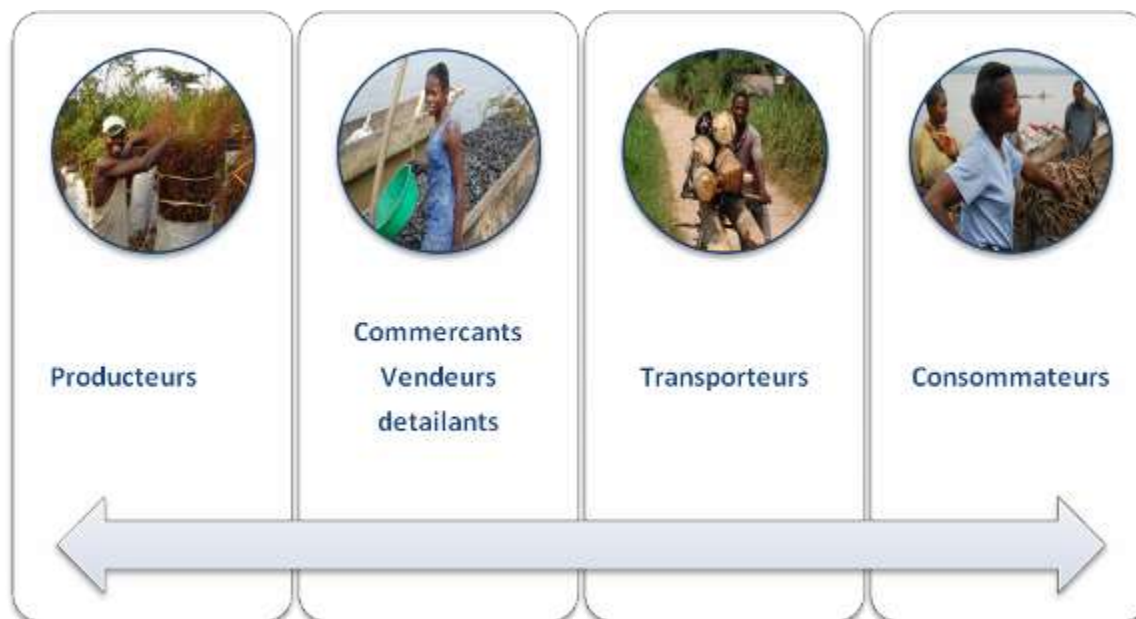 Producteurs
Commercants
Vendeurs
detailants
Transporteurs
Consommateurs